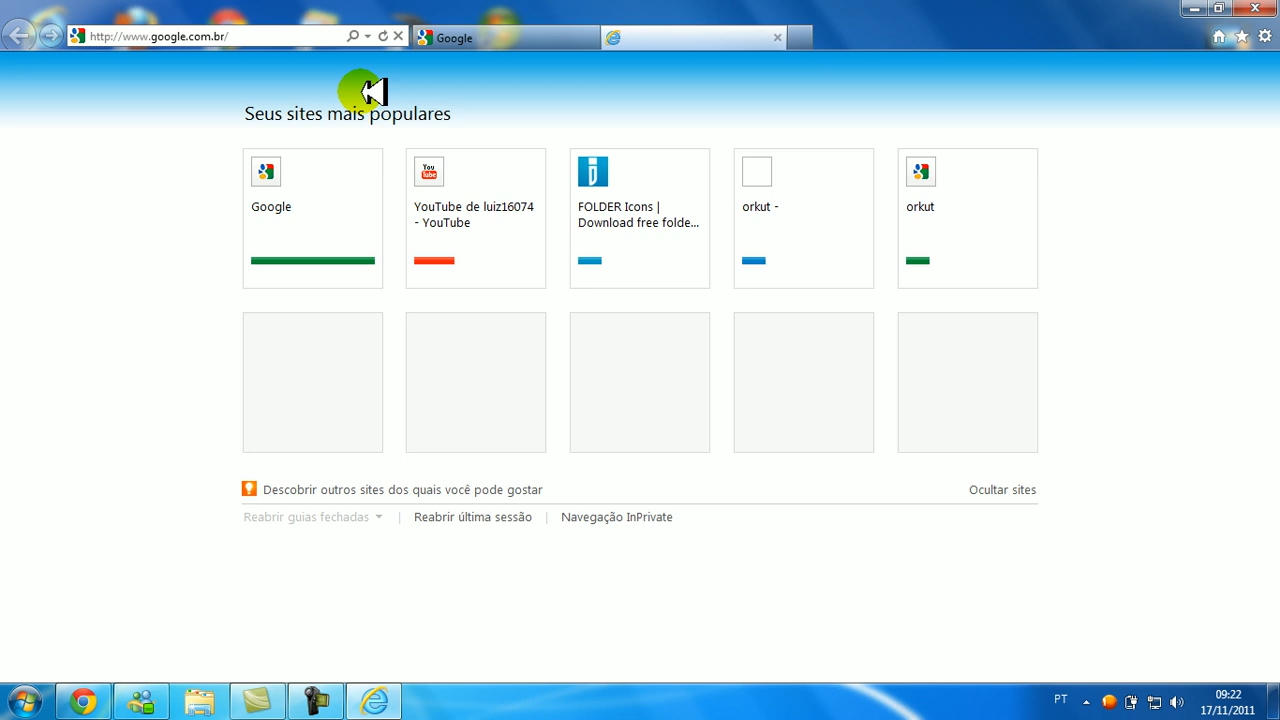 http://www.google.com.br/
Google
Seus sites mais populares
Google
You Tube
YouTube de luiz16074
- YouTube
FOLDER Icons |
Download free folde...
orkut -
orkut
Descobrir outros sites dos quais você pode gostar
Ocultar sites
Reabrir guias fechadas
Reabrir última sessão
Navegação InPrivate
PT
09:22
17/11/2011